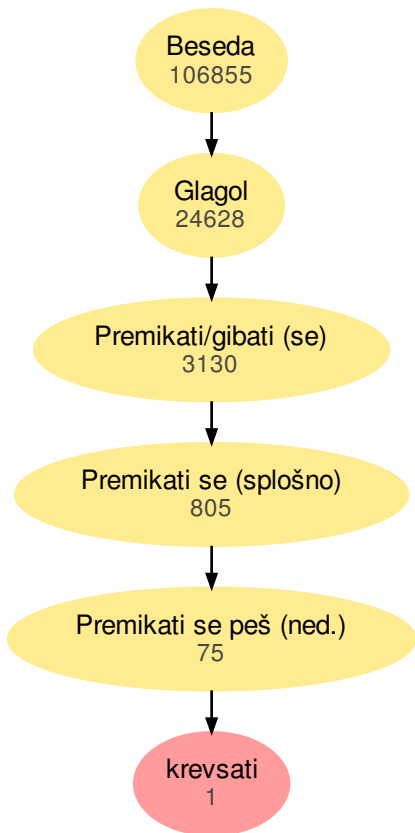 Beseda
106855
Glagol
24628
Premikati/gibati (se)
3130
Premikati se (splošno)
805
Premikati se peš (ned.)
75
krevsati
1